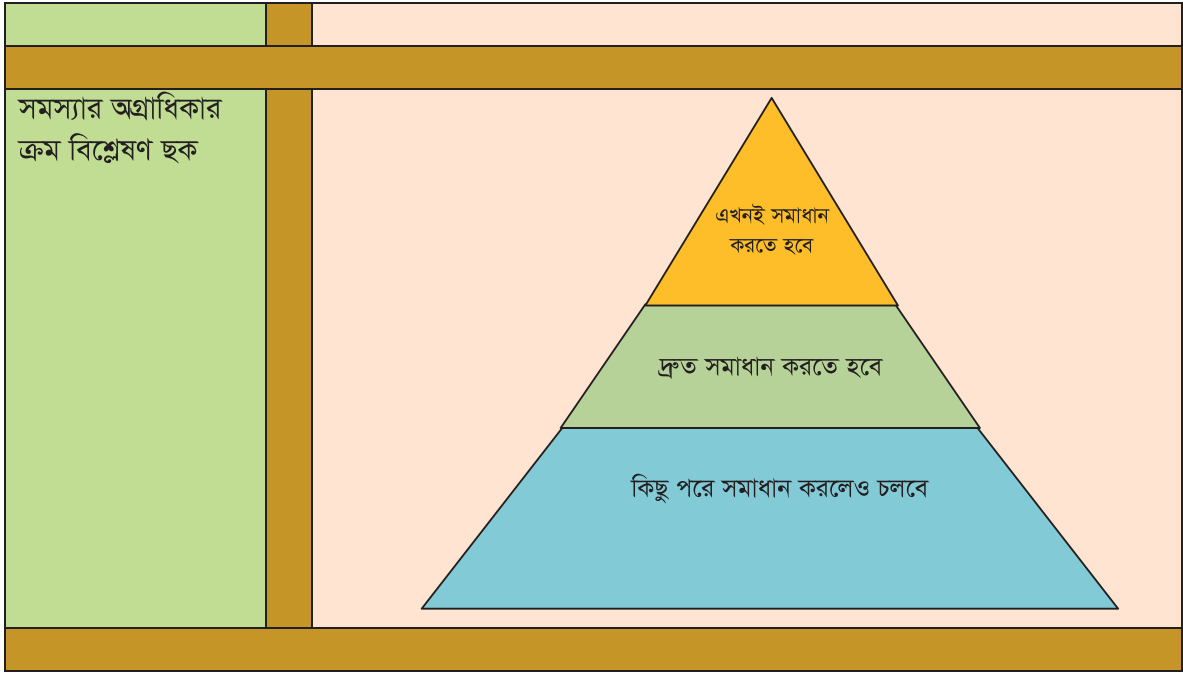 সমস্যার অগ্রাধিকার
ক্রম বিশ্লেষণ ছক
এখনই সমাধান
করতে হবে
দ্রুত সমাধান করতে হবে
কিছু পরে সমাধান করলেও চলবে